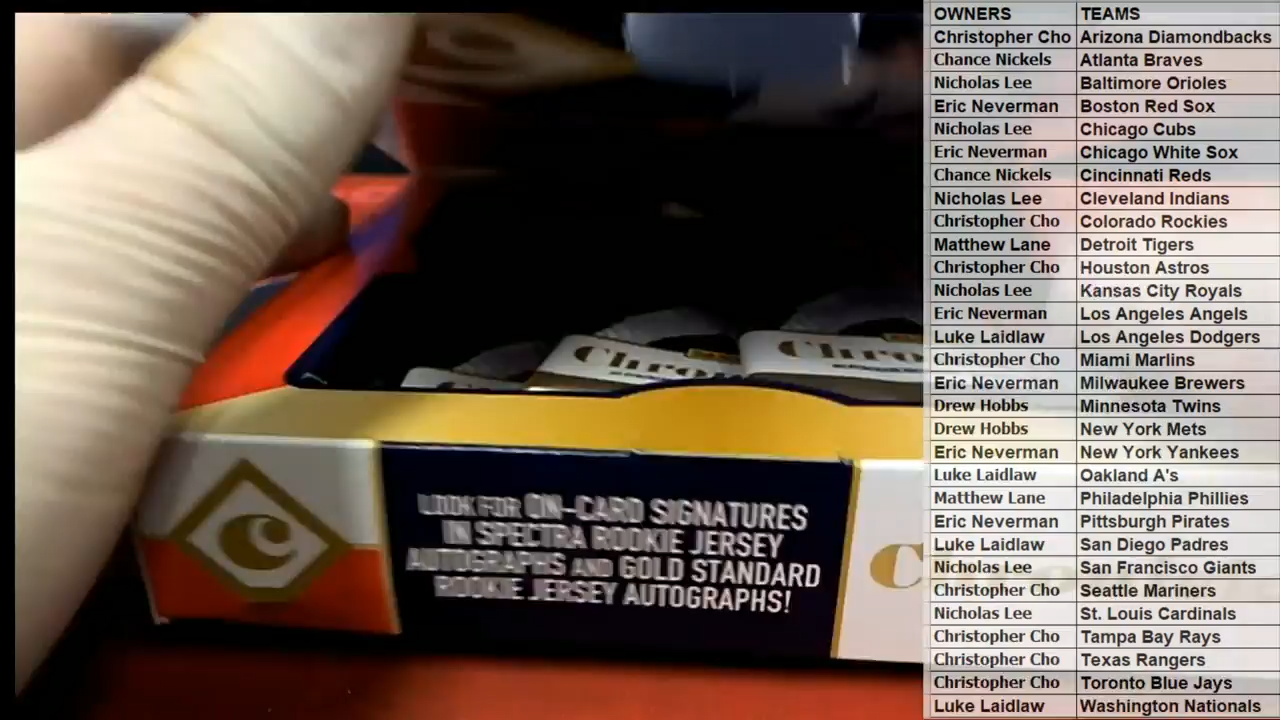 Chro
Chro
C
LOOK FOR ON-CARD SIGNATURES
IN SPECTRA ROOKIE JERSEY
AUTOGRAPHS AND GOLD STANDARD
ROOKIE JERSEY AUTOGRAPHS!
OWNERS TEAMS
Christopher Cho Arizona Diamondbacks
Chance Nickels Atlanta Braves
Nicholas Lee Baltimore Orioles
Eric Neverman Boston Red Sox
Nicholas Lee Chicago Cubs
Eric Neverman Chicago White Sox
Chance Nickels Cincinnati Reds
Nicholas Lee Cleveland Indians
Christopher Cho Colorado Rockies
Matthew Lane Detroit Tigers
Christopher Cho Houston Astros
Nicholas Lee Kansas City Royals
Eric Neverman Los Angeles Angels
Luke Laidlaw Los Angeles Dodgers
Christopher Cho Miami Marlins
Eric Neverman Milwaukee Brewers
Drew Hobbs Minnesota Twins
Drew Hobbs New York Mets
Eric Neverman New York Yankees
Luke Laidlaw Oakland A's
Matthew Lane Philadelphia Phillies
Eric Neverman Pittsburgh Pirates
Luke Laidlaw San Diego Padres
Nicholas Lee San Francisco Giants
Christopher Cho Seattle Mariners
Nicholas Lee St. Louis Cardinals
Christopher Cho Tampa Bay Rays
Christopher Cho Texas Rangers
Christopher Cho Toronto Blue Jays
Luke Laidlaw Washington Nationals